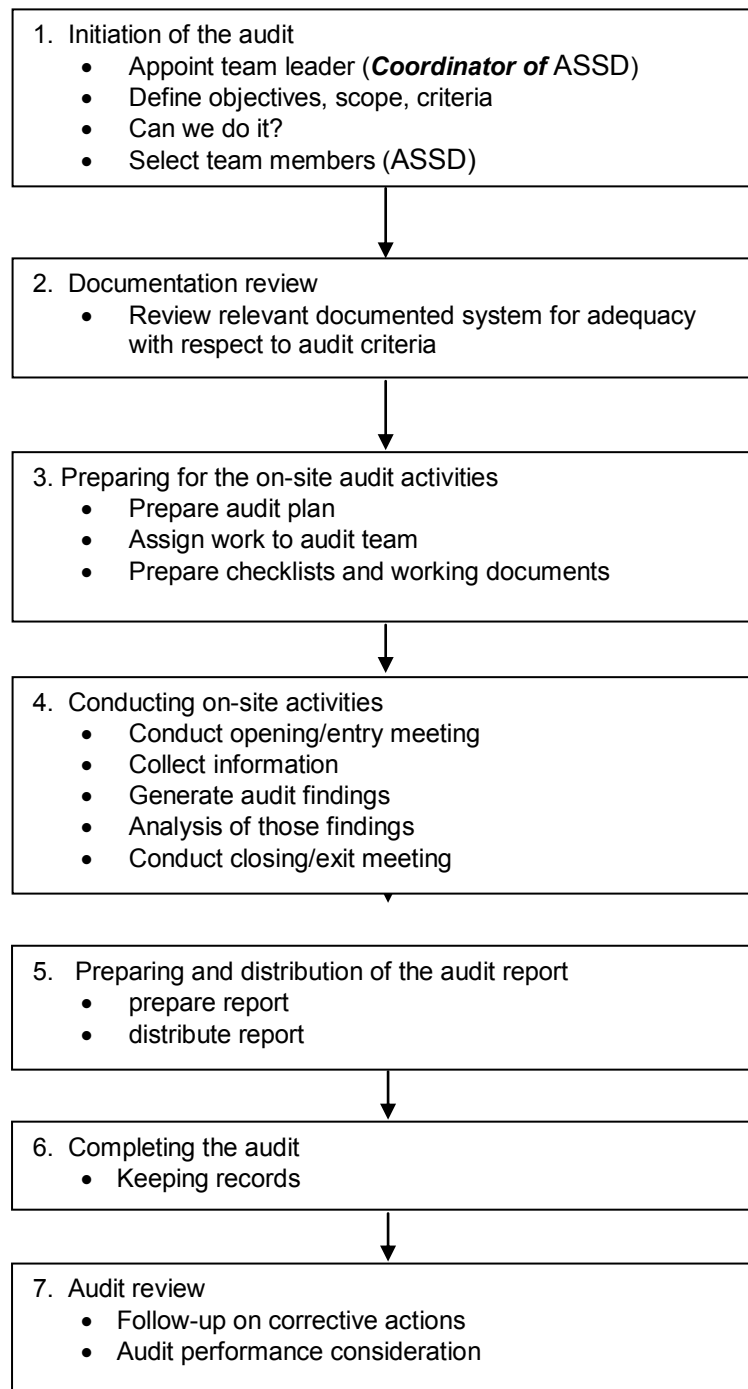 1. Initiation of the audit
• Appoint team leader (Coordinator of ASSD)
• Define objectives, scope, criteria
• Can we do it?
• Select team members (ASSD)
2. Documentation review
• Review relevant documented system for adequacy
with respect to audit criteria
3. Preparing for the on-site audit activities
• Prepare audit plan
• Assign work to audit team
• Prepare checklists and working documents
4. Conducting on-site activities
• Conduct opening/entry meeting
• Collect information
• Generate audit findings
• Analysis of those findings
• Conduct closing/exit meeting
5. Preparing and distribution of the audit report
• prepare report
• distribute report
6. Completing the audit
• Keeping records
7. Audit review
• Follow-up on corrective actions
• Audit performance consideration